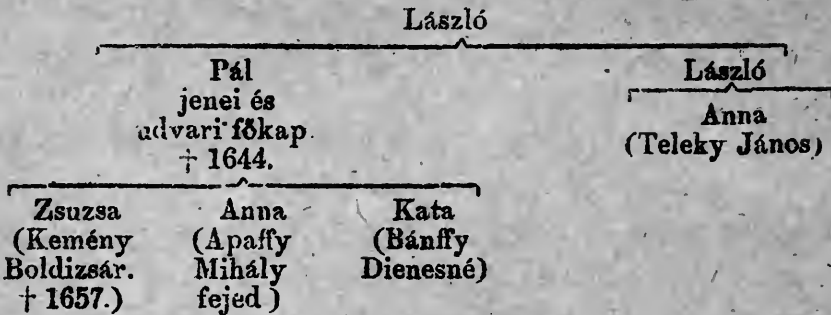 László
Pál
jenei és
udvari főkap.
† 1644.
László
Anna
(Teleky János)
Zsuzsa
(Kemény
Boldizsár.
† 1657.)
Anna
(Apaffy
Mihály
fejed)
Kata
(Bánffy
Dienesné)